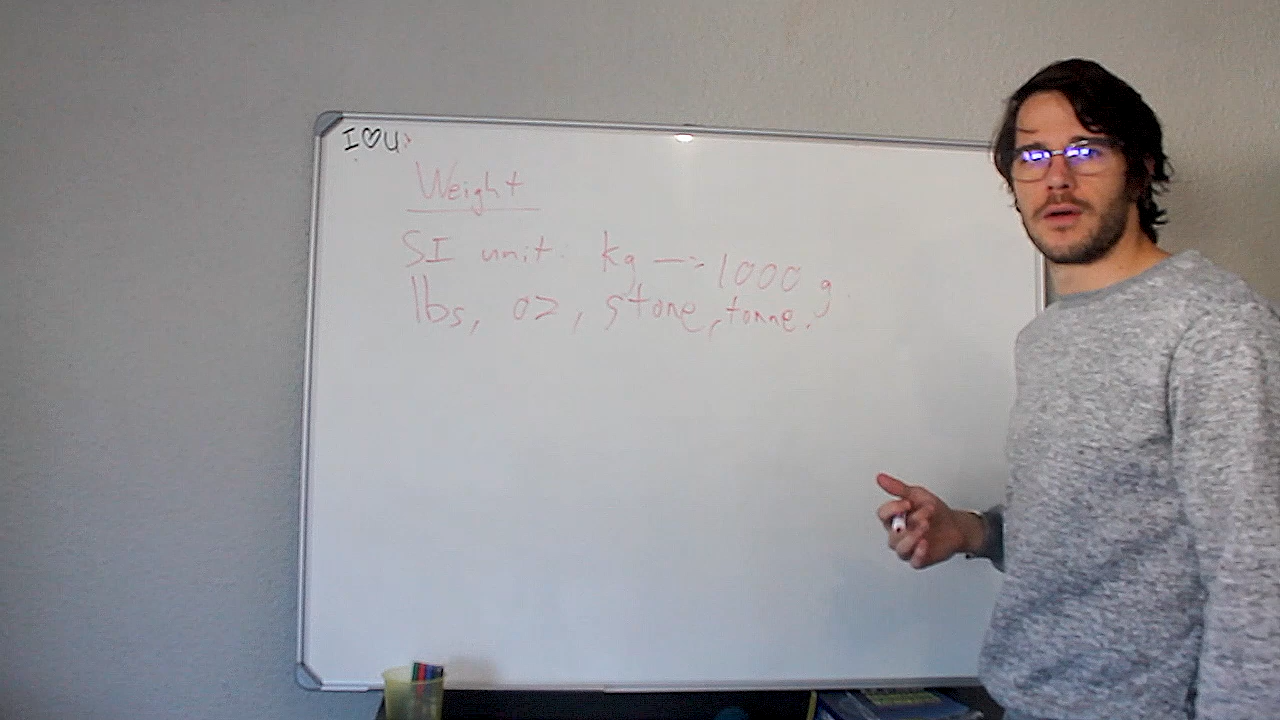 I ♡ U
Weight
SI unit: kg → 1000 g
lbs, oz, stone, tonne.